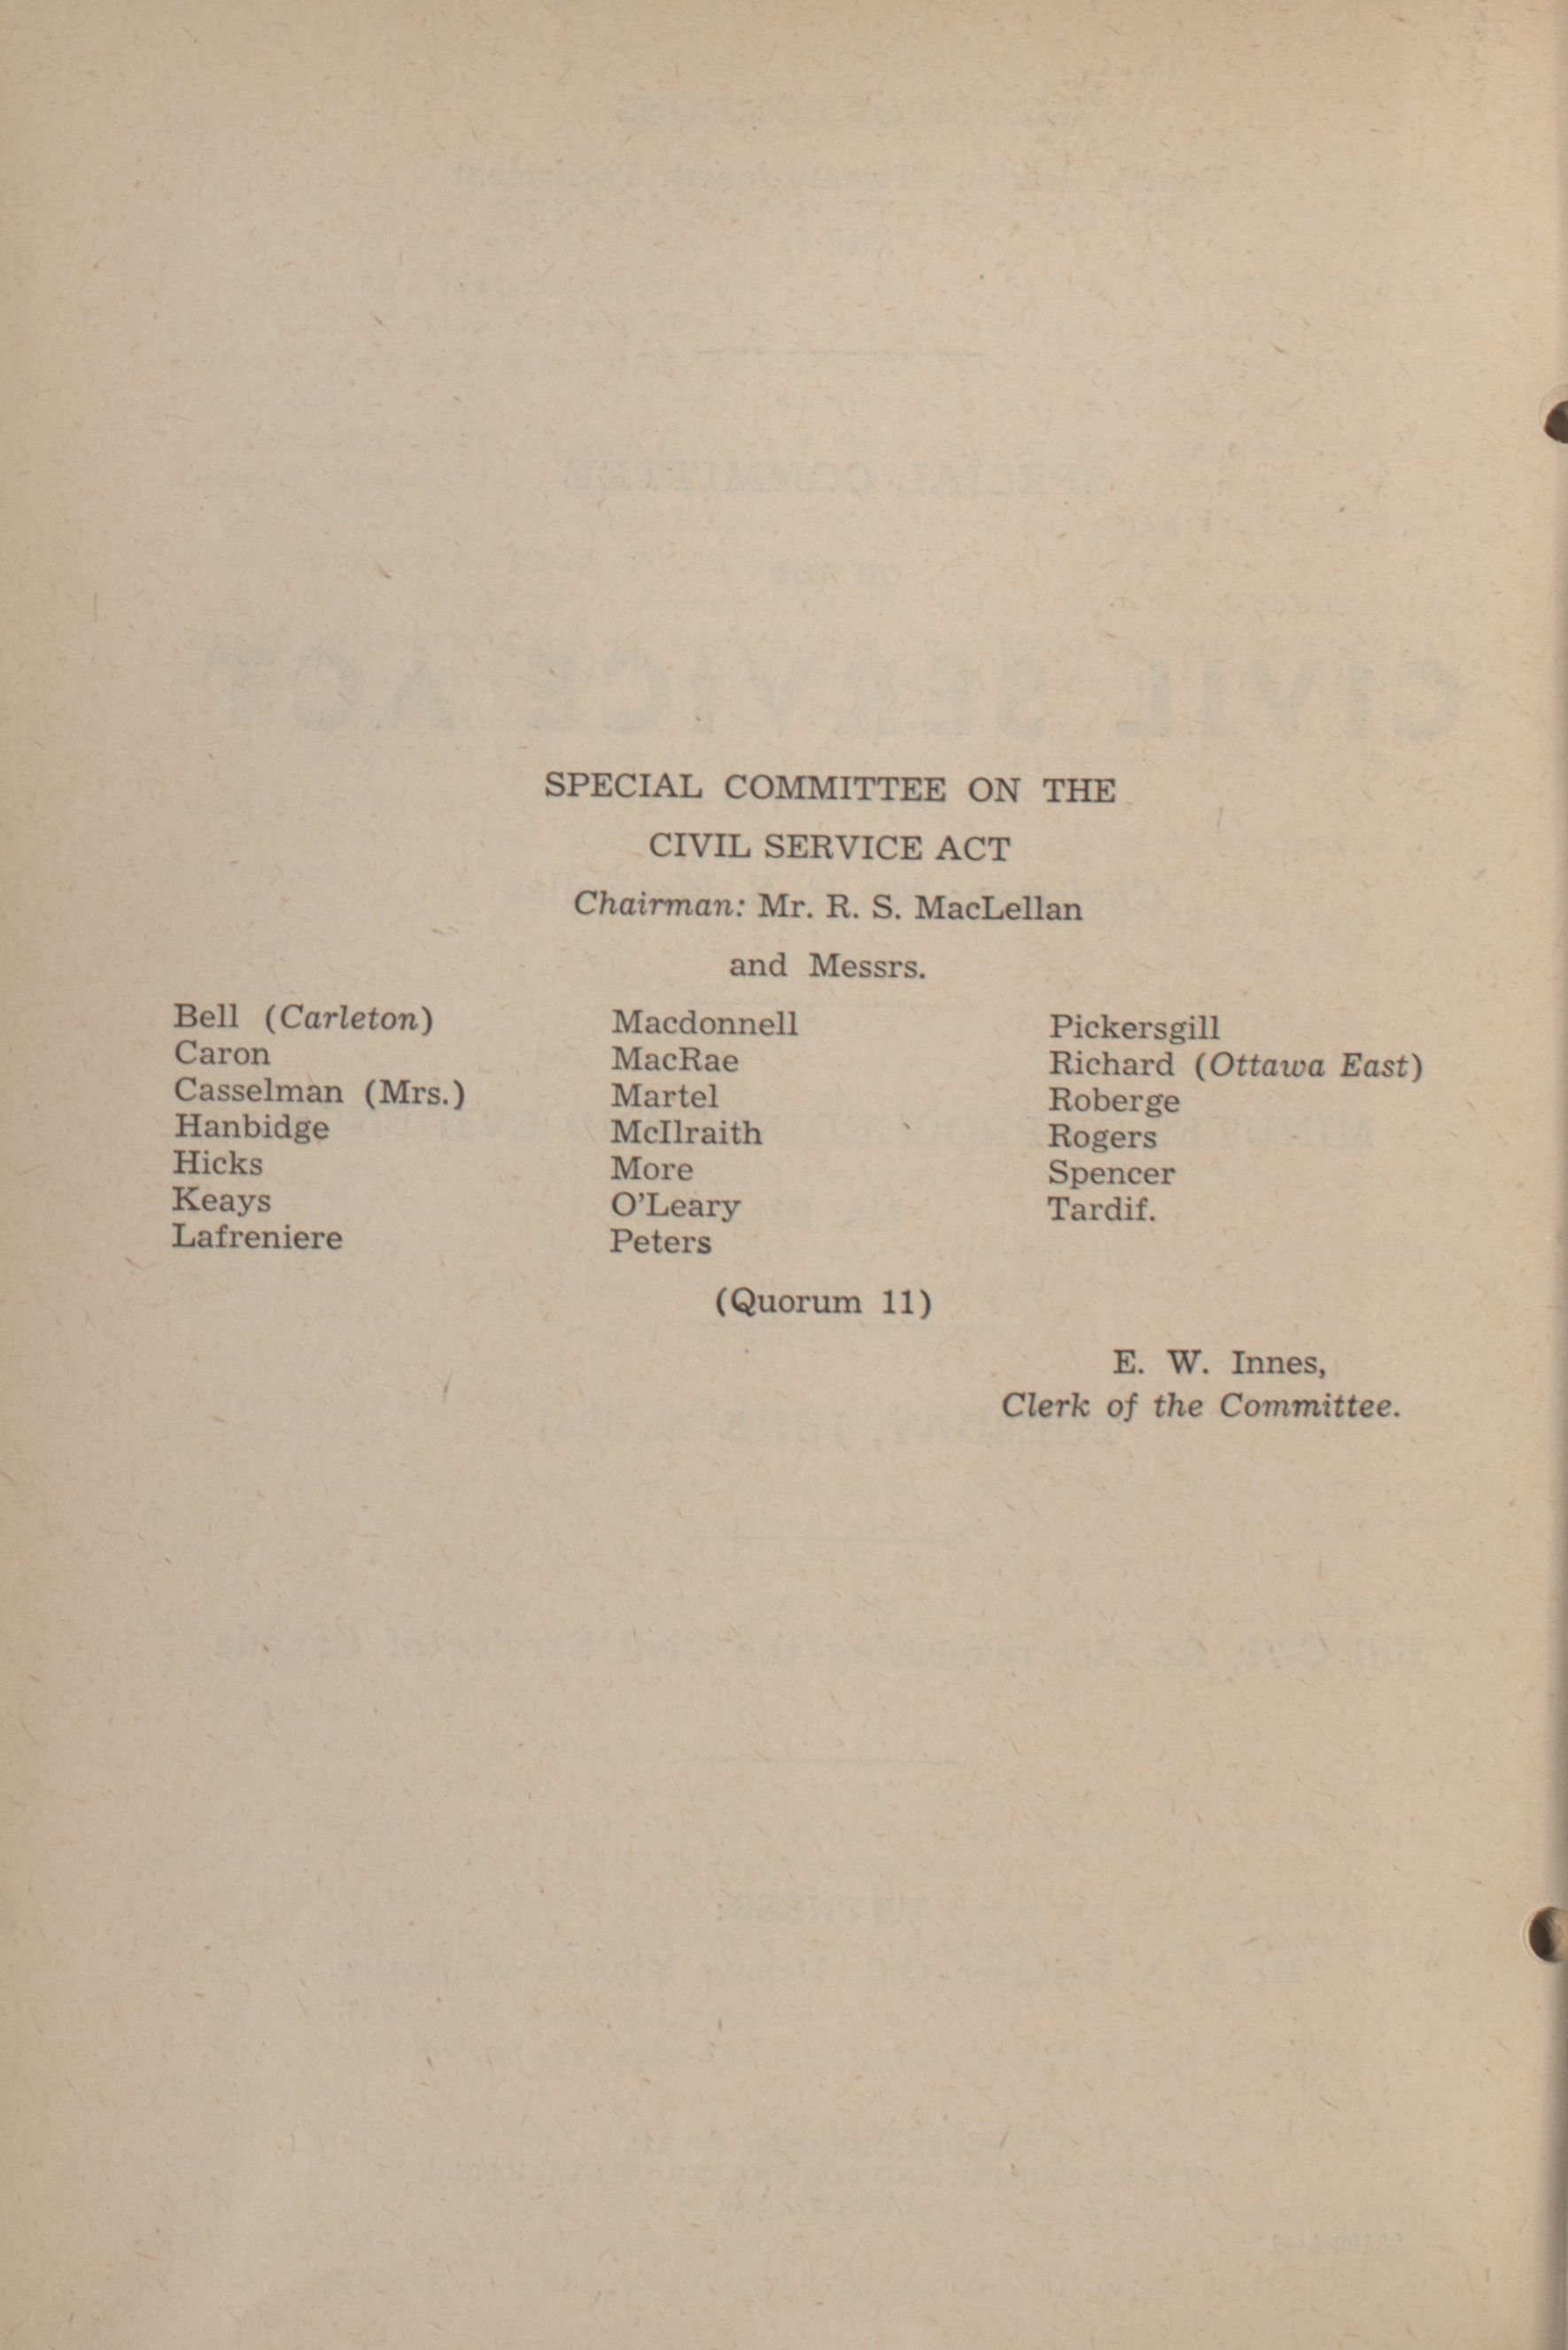 SPECIAL COMMITTEE ON THE
CIVIL SERVICE ACT
Chairman: Mr. R. S. MacLellan
and Messrs.
Bell (Carleton)
Caron
Casselman (Mrs.)
Hanbidge
Hicks
Keays
Lafreniere
Macdonnell
MacRae
Martel
McIlraith
More
O'Leary
Peters
Pickersgill
Richard (Ottawa East)
Roberge
Rogers
Spencer
Tardif.
(Quorum 11)
E. W. Innes,
Clerk of the Committee.